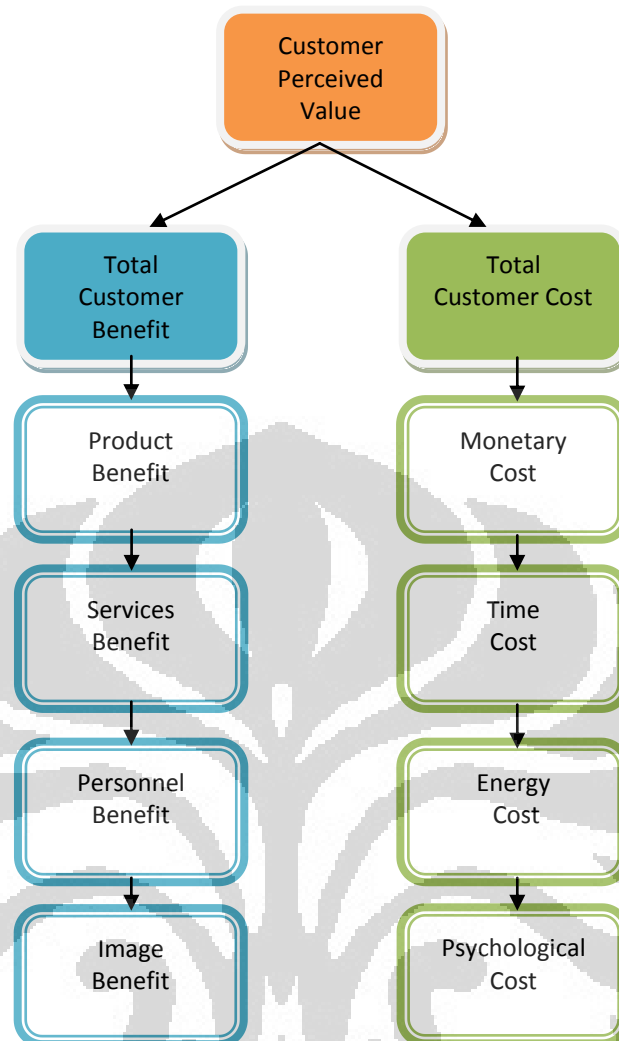 Customer
Perceived
Value
Total
Customer
Benefit
Total
Customer Cost
Product
Benefit
Monetary
Cost
Services
Benefit
Time
Cost
Personnel
Benefit
Energy
Cost
Image
Benefit
Psychological
Cost